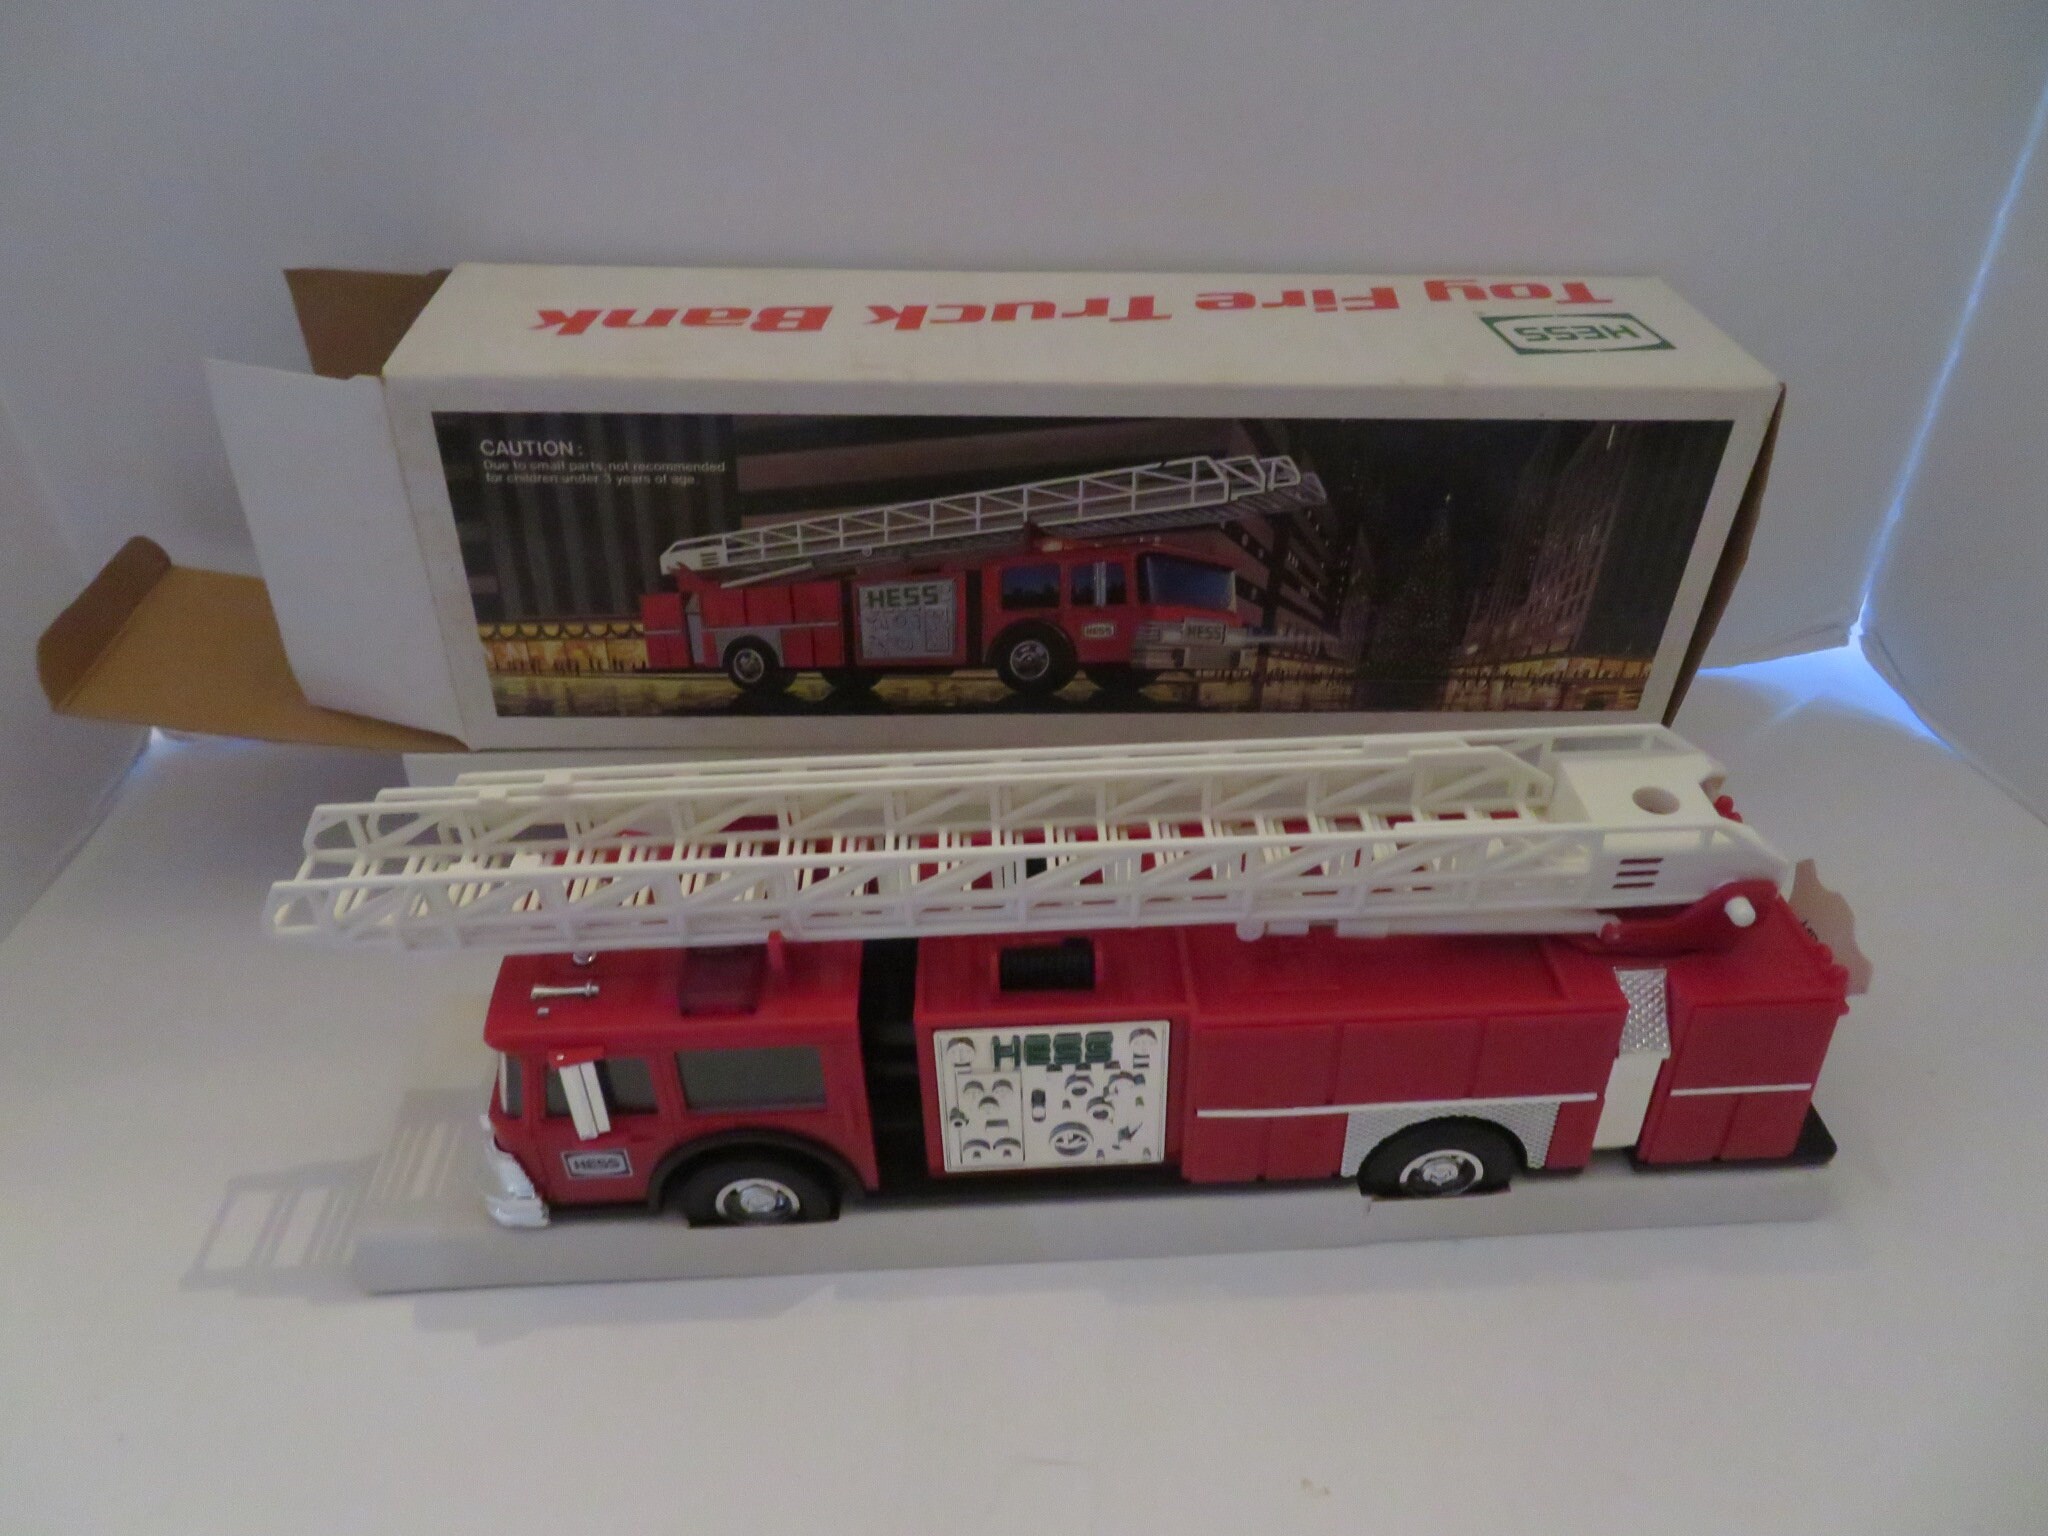 Toy Fire Truck Bank
HESS
CAUTION:
Due to small parts, not recommended
for children under 3 years of age.
HESS
HESS
HESS
HESS
HESS